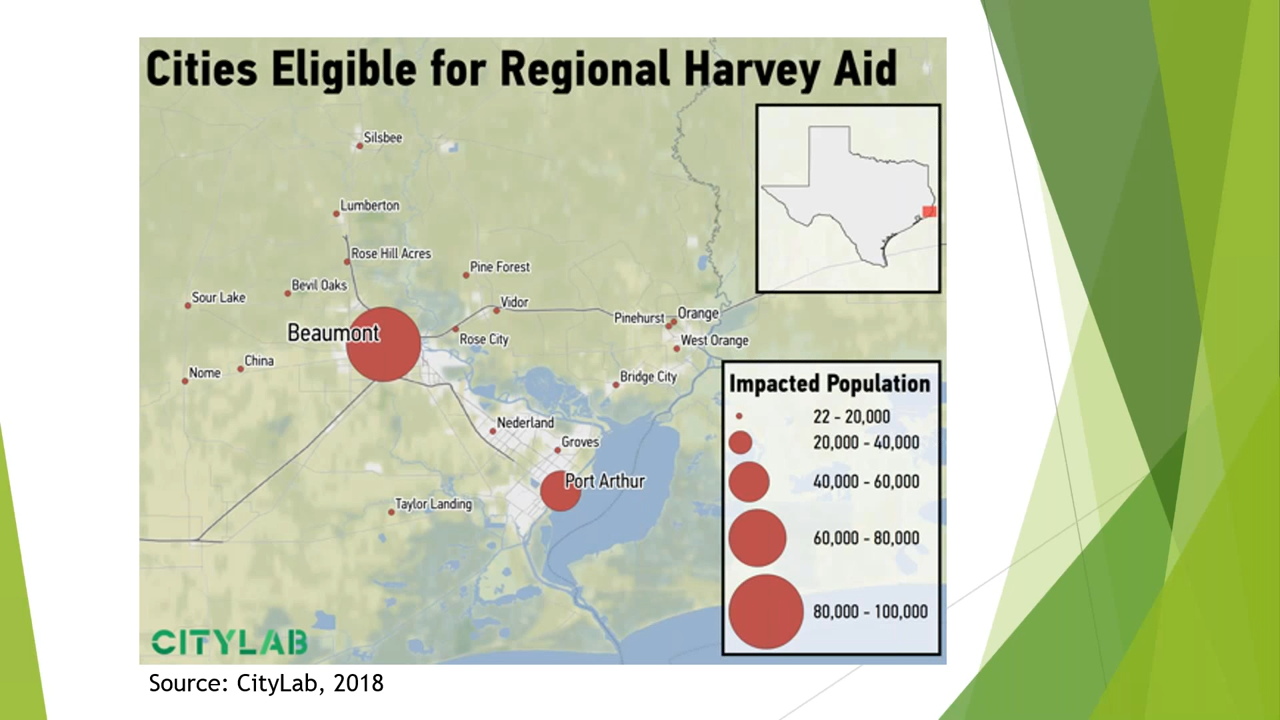 Cities Eligible for Regional Harvey Aid
Silsbee
Lumberton
Rose Hill Acres
Pine Forest
Bevil Oaks
Sour Lake
Vidor
Orange
Pinehurst
Beaumont
Rose City
West Orange
China
Nome
Bridge City
Nederland
Groves
Port Arthur
Taylor Landing
Impacted Population
22 - 20,000
20,000 - 40,000
40,000 - 60,000
60,000 - 80,000
80,000 - 100,000
CITYLAB
Source: CityLab, 2018